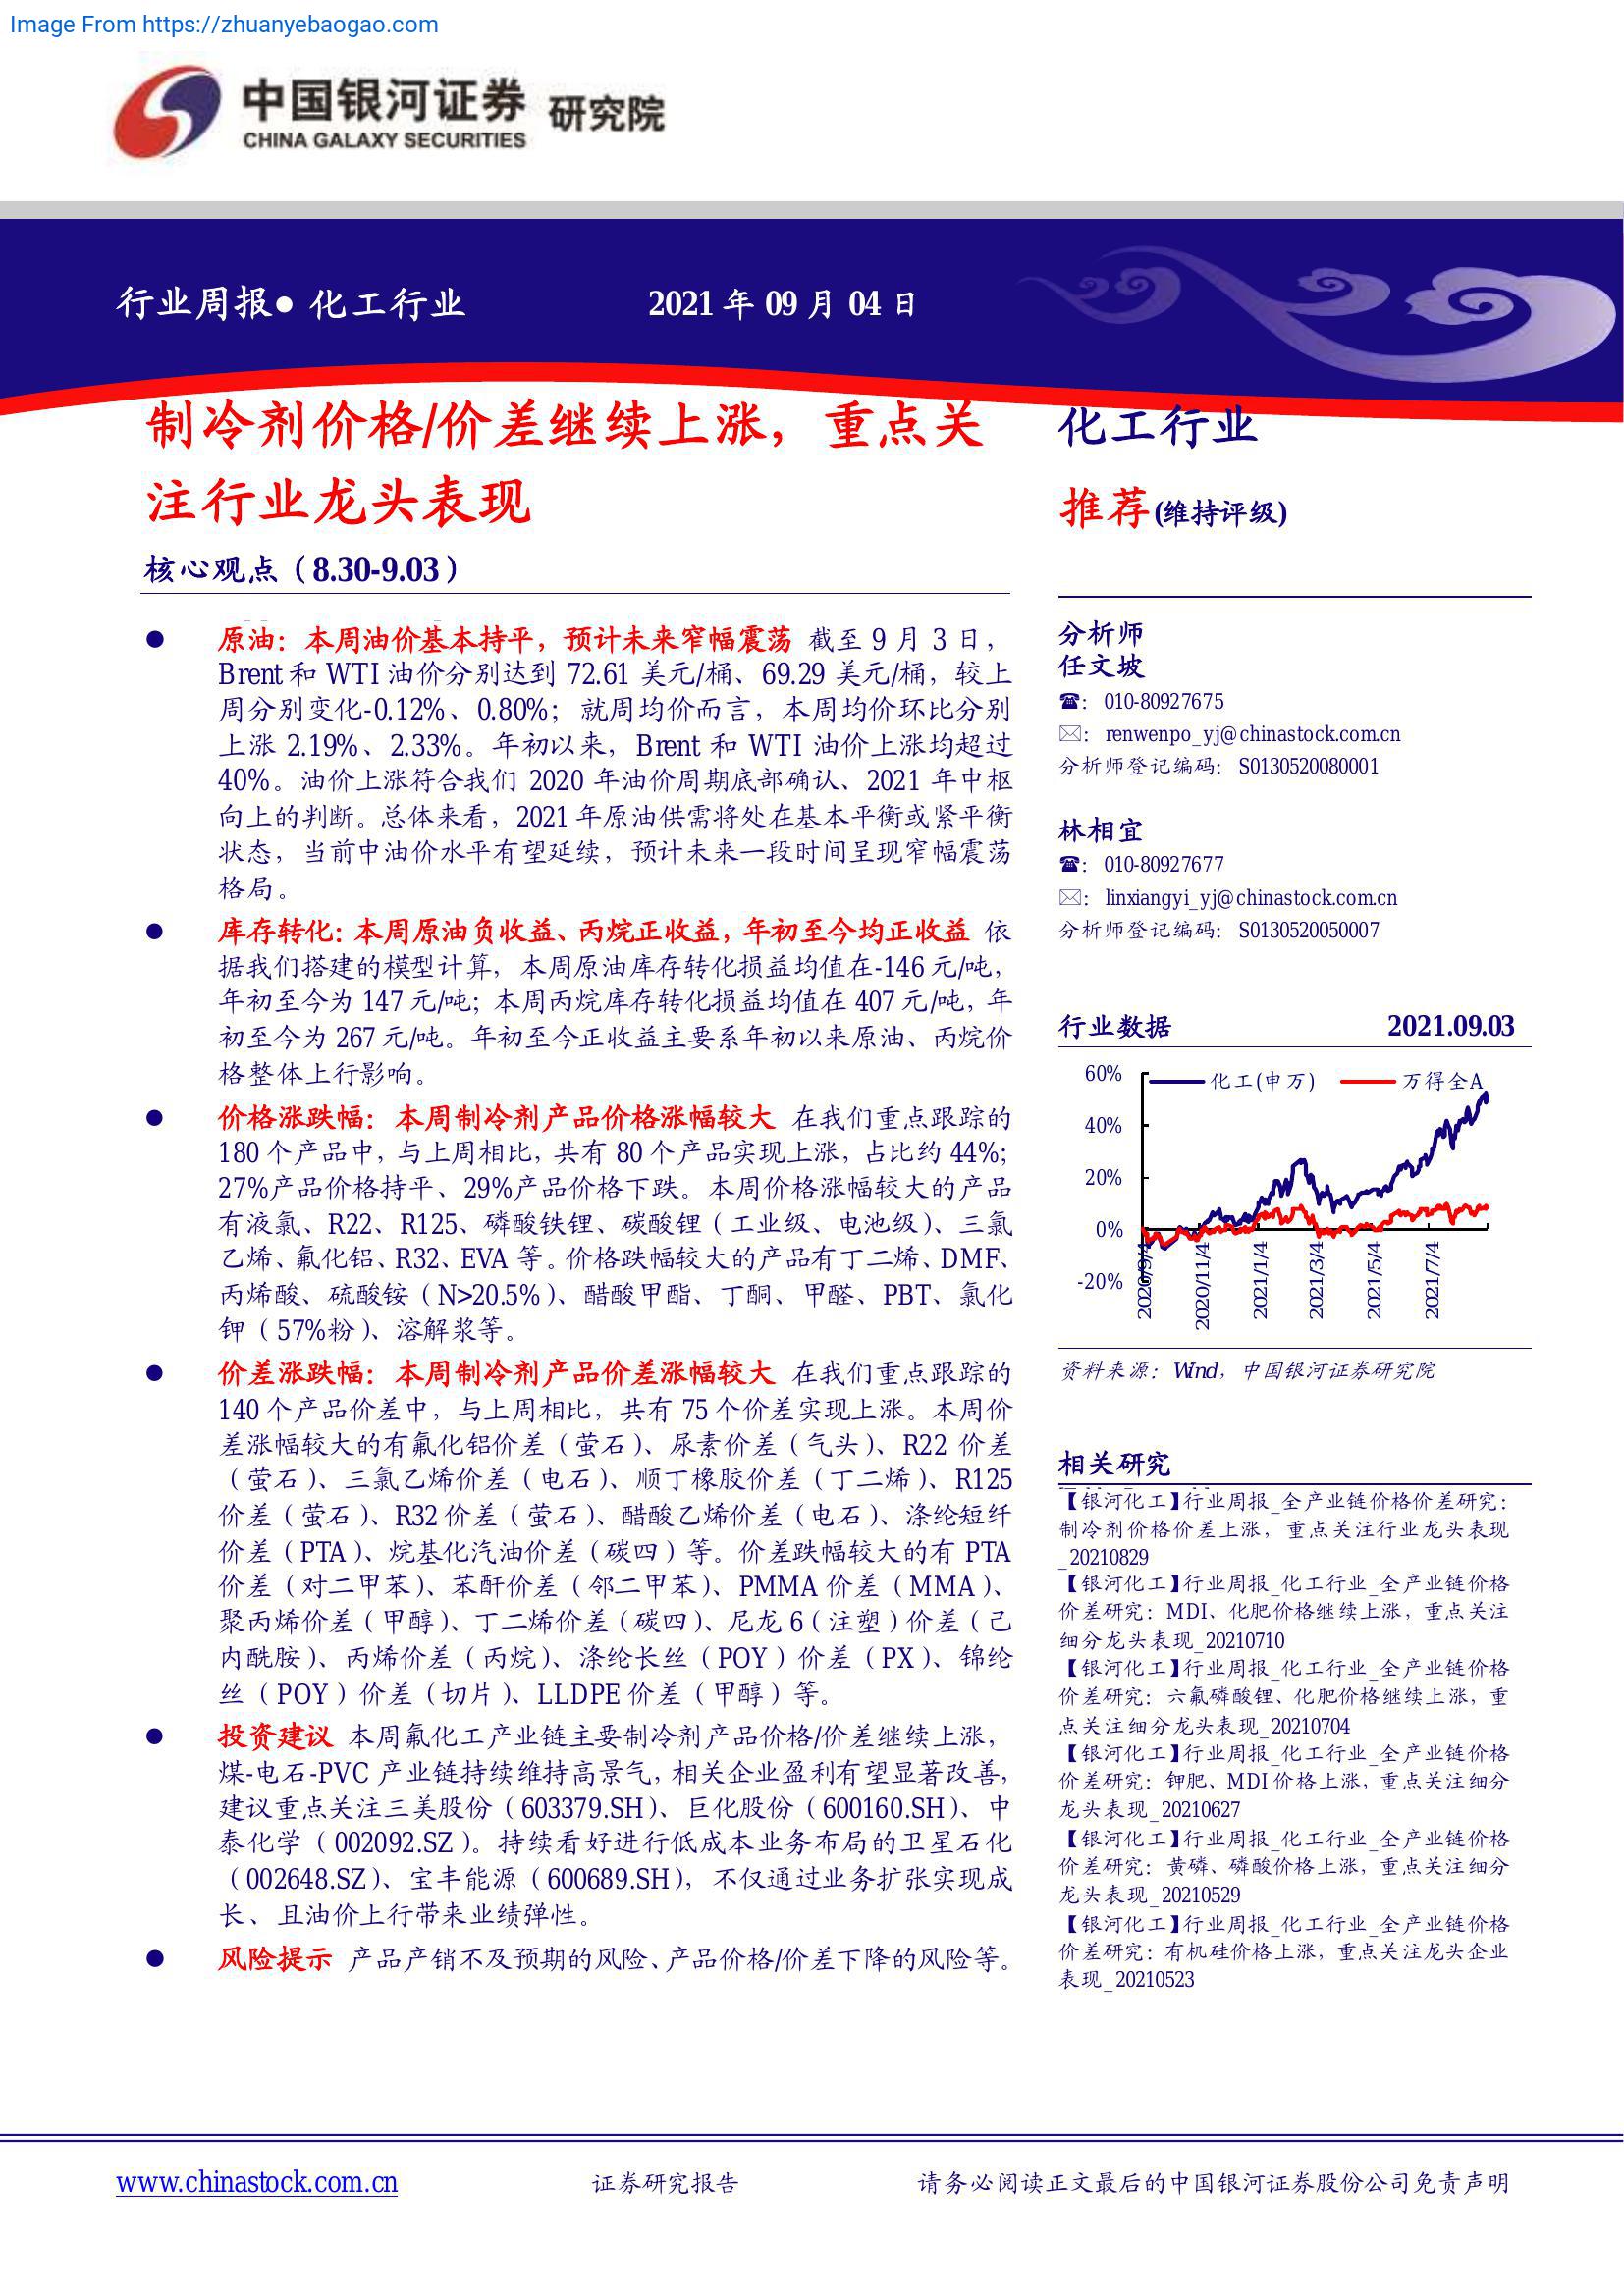 Image From https://zhuanyebaogao.com
中国银河证券 研究院
CHINA GALAXY SECURITIES
行业周报● 化工行业 2021 年 09 月 04 日
制冷剂价格/价差继续上涨，重点关
注行业龙头表现
核心观点（8.30-9.03）
● 原油：本周油价基本持平，预计未来窄幅震荡 截至 9 月 3 日，
Brent 和 WTI 油价分别达到 72.61 美元/桶、69.29 美元/桶，较上
周分别变化-0.12%、0.80%；就周均价而言，本周均价环比分别
上涨 2.19%、2.33%。年初以来，Brent 和 WTI 油价上涨均超过
40%。油价上涨符合我们 2020 年油价周期底部确认、2021 年中枢
向上的判断。总体来看，2021 年原油供需将处在基本平衡或紧平衡
状态，当前中油价水平有望延续，预计未来一段时间呈现窄幅震荡
格局。
● 库存转化：本周原油负收益、丙烷正收益，年初至今均正收益 依
据我们搭建的模型计算，本周原油库存转化损益均值在-146 元/吨，
年初至今为 147 元/吨；本周丙烷库存转化损益均值在 407 元/吨，年
初至今为 267 元/吨。年初至今正收益主要系年初以来原油、丙烷价
格整体上行影响。
● 价格涨跌幅：本周制冷剂产品价格涨幅较大 在我们重点跟踪的
180 个产品中，与上周相比，共有 80 个产品实现上涨，占比约 44%；
27%产品价格持平、29%产品价格下跌。本周价格涨幅较大的产品
有液氯、R22、R125、磷酸铁锂、碳酸锂（工业级、电池级）、三氯
乙烯、氟化铝、R32、EVA 等。价格跌幅较大的产品有丁二烯、DMF、
丙烯酸、硫酸铵（N>20.5%）、醋酸甲酯、丁酮、甲醛、PBT、氯化
钾（57%粉）、溶解浆等。
● 价差涨跌幅：本周制冷剂产品价差涨幅较大 在我们重点跟踪的
140 个产品价差中，与上周相比，共有 75 个价差实现上涨。本周价
差涨幅较大的有氟化铝价差（萤石）、尿素价差（气头）、R22 价差
（萤石）、三氯乙烯价差（电石）、顺丁橡胶价差（丁二烯）、R125
价差（萤石）、R32 价差（萤石）、醋酸乙烯价差（电石）、涤纶短纤
价差（PTA）、烷基化汽油价差（碳四）等。价差跌幅较大的有 PTA
价差（对二甲苯）、苯酐价差（邻二甲苯）、PMMA 价差（MMA）、
聚丙烯价差（甲醇）、丁二烯价差（碳四）、尼龙 6（注塑）价差（己
内酰胺）、丙烯价差（丙烷）、涤纶长丝（POY）价差（PX）、锦纶
丝（POY）价差（切片）、LLDPE 价差（甲醇）等。
● 投资建议 本周氟化工产业链主要制冷剂产品价格/价差继续上涨，
煤-电石-PVC 产业链持续维持高景气，相关企业盈利有望显著改善，
建议重点关注三美股份（603379.SH）、巨化股份（600160.SH）、中
泰化学（002092.SZ）。持续看好进行低成本业务布局的卫星石化
（002648.SZ）、宝丰能源（600689.SH），不仅通过业务扩张实现成
长、且油价上行带来业绩弹性。
● 风险提示 产品产销不及预期的风险、产品价格/价差下降的风险等。
化工行业
推荐(维持评级)
分析师
任文坡
☎： 010-80927675
✉： renwenpo_yj@chinastock.com.cn
分析师登记编码： S0130520080001
林相宜
☎： 010-80927677
✉： linxiangyi_yj@chinastock.com.cn
分析师登记编码： S0130520050007
行业数据 2021.09.03
化工(申万) 万得全A
60%
40%
20%
0%
-20%
2020/9/4 2020/11/4 2021/1/4 2021/3/4 2021/5/4 2021/7/4
资料来源：Wind，中国银河证券研究院
相关研究
【银河化工】行业周报_全产业链价格价差研究：
制冷剂价格价差上涨，重点关注行业龙头表现
_20210829
【银河化工】行业周报_化工行业_全产业链价格
价差研究：MDI、化肥价格继续上涨，重点关注
细分龙头表现_20210710
【银河化工】行业周报_化工行业_全产业链价格
价差研究：六氟磷酸锂、化肥价格继续上涨，重
点关注细分龙头表现_20210704
【银河化工】行业周报_化工行业_全产业链价格
价差研究：钾肥、MDI 价格上涨，重点关注细分
龙头表现_20210627
【银河化工】行业周报_化工行业_全产业链价格
价差研究：黄磷、磷酸价格上涨，重点关注细分
龙头表现_20210529
【银河化工】行业周报_化工行业_全产业链价格
价差研究：有机硅价格上涨，重点关注龙头企业
表现_20210523
www.chinastock.com.cn 证券研究报告 请务必阅读正文最后的中国银河证券股份公司免责声明